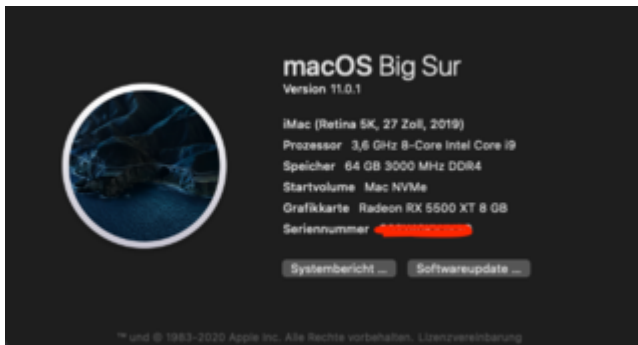 macOS Big Sur
Version 11.0.1
iMac (Retina 5K, 27 Zoll, 2019)
Prozessor 3,6 GHz 8-Core Intel Core i9
Speicher 64 GB 3000 MHz DDR4
Startvolume Mac NVMe
Grafikkarte Radeon RX 5500 XT 8 GB
Seriennummer
Systembericht ... Softwareupdate ...
™ und © 1983-2020 Apple Inc. Alle Rechte vorbehalten. Lizenzvereinbarung